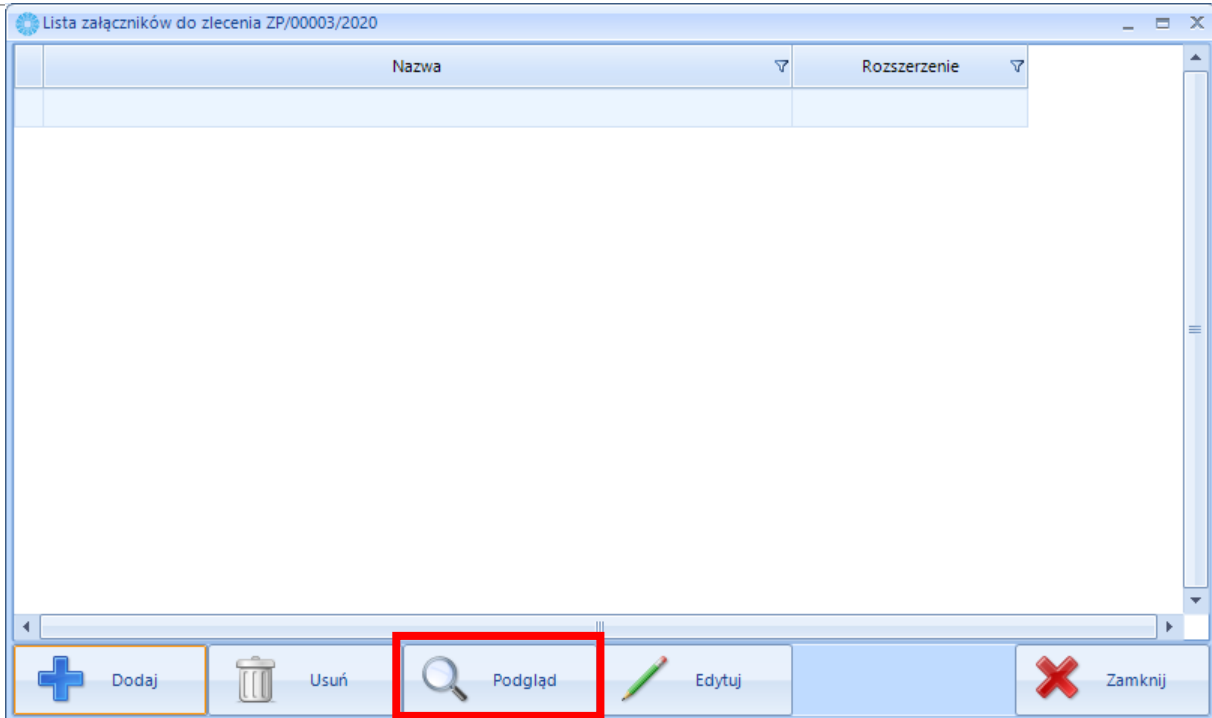 Lista załączników do zlecenia ZP/00003/2020
Nazwa Rozszerzenie
Dodaj Usuń Podgląd Edytuj Zamknij